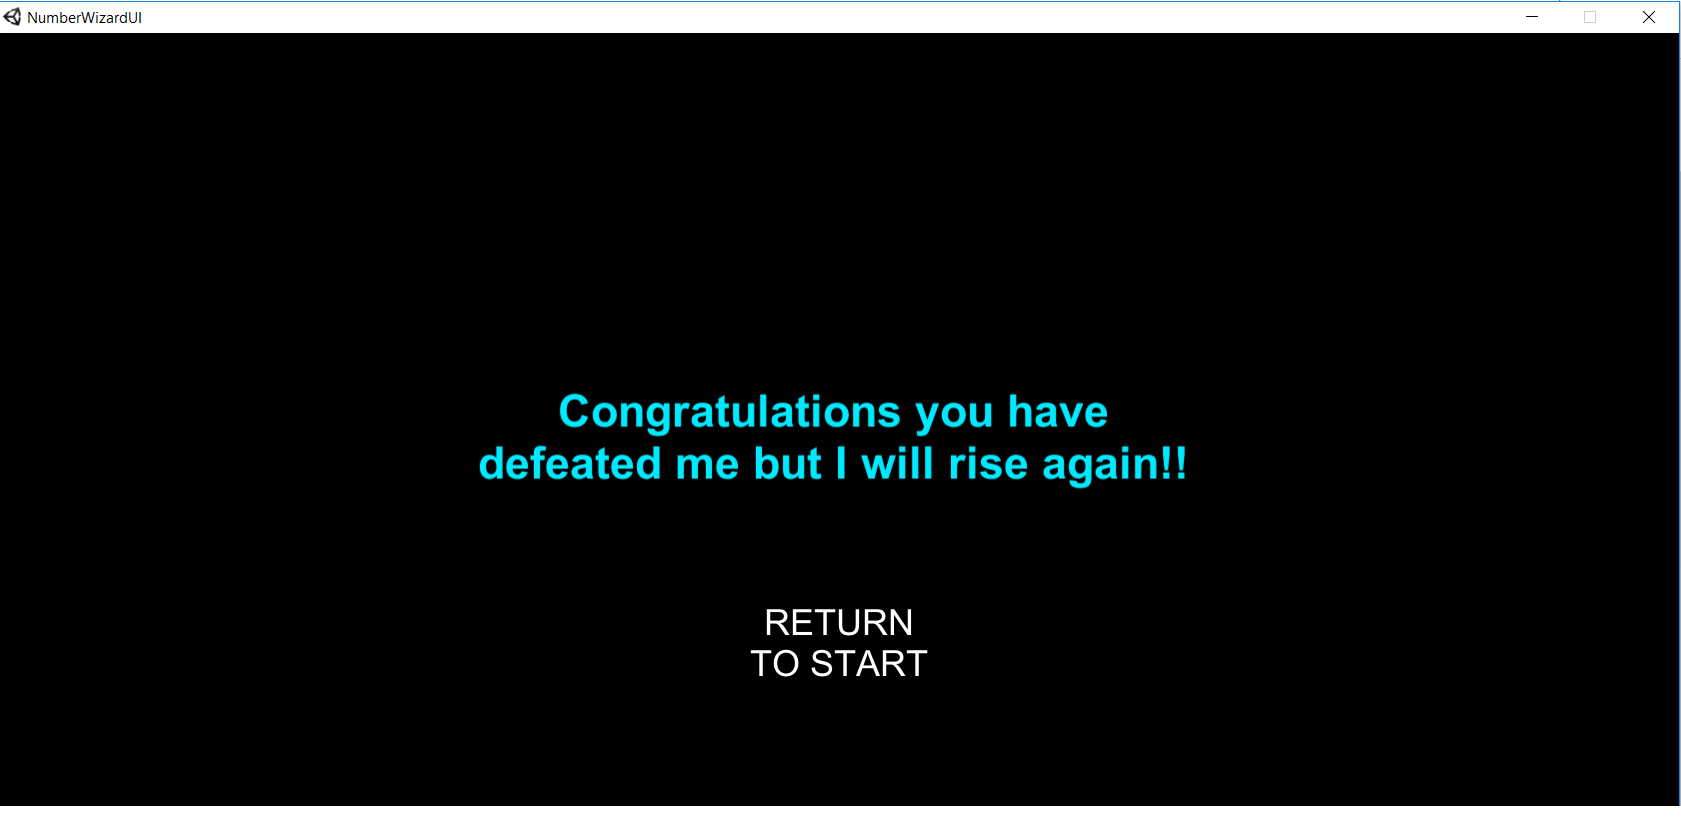 NumberWizardUI
Congratulations you have
defeated me but I will rise again!!
RETURN
TO START